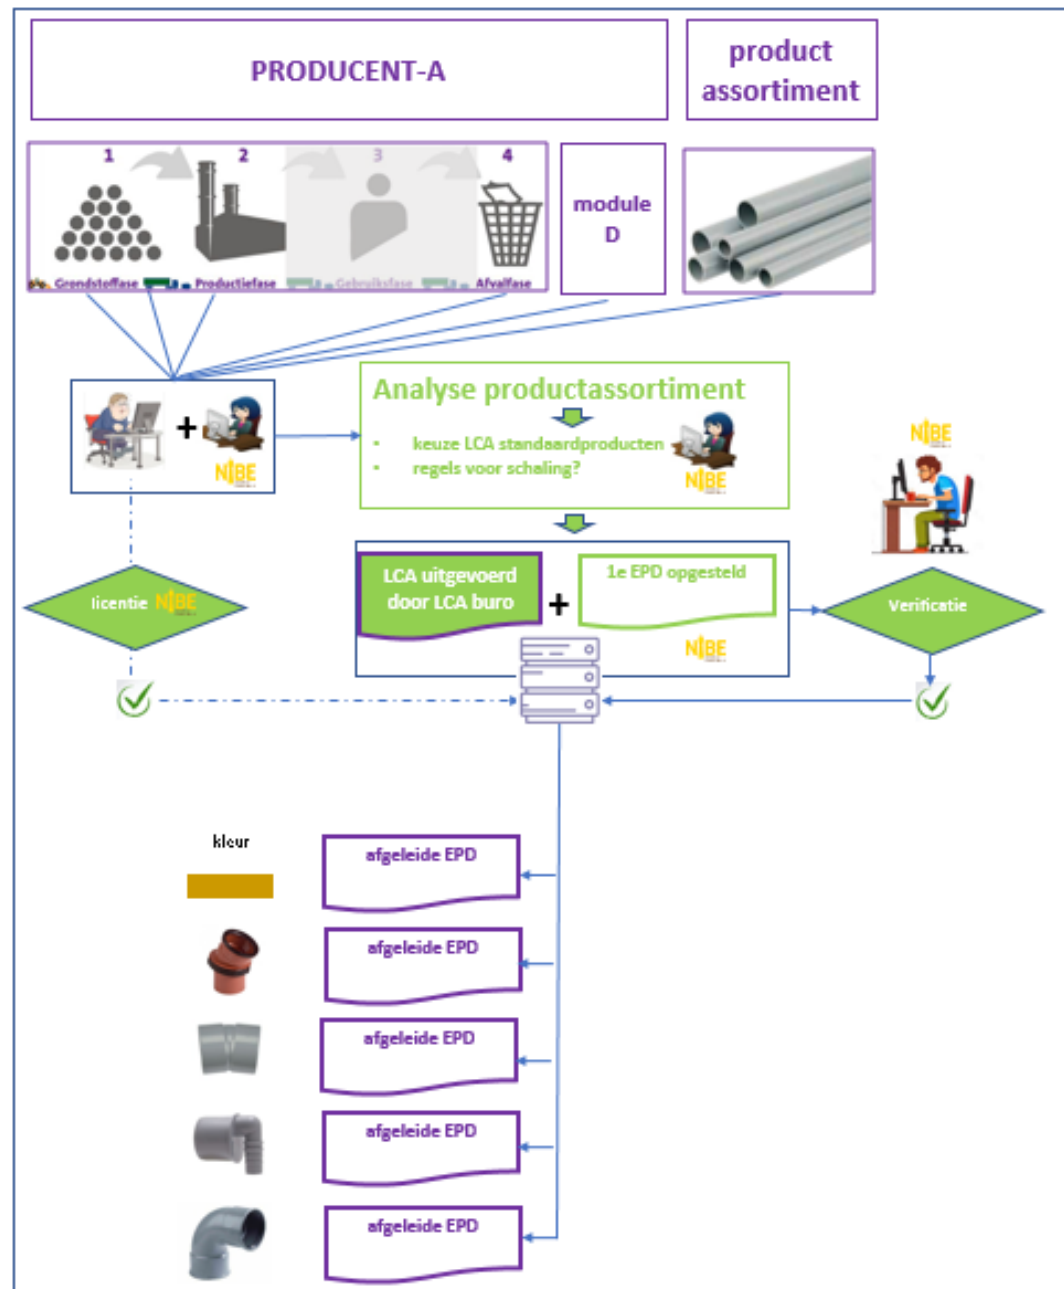 PRODUCENT-A
product
assortiment
1
2
3
4
module
D
Grondstoffase
Productiefase
Gebruiksfase
Afvalfase
Analyse productassortiment
• keuze LCA standaardproducten
• regels voor schaling?
+
NIBE
NIBE
NIBE
LCA uitgevoerd
door LCA buro
+
1e EPD opgesteld
NIBE
licentie NIBE
Verificatie
kleur
afgeleide EPD
afgeleide EPD
afgeleide EPD
afgeleide EPD
afgeleide EPD